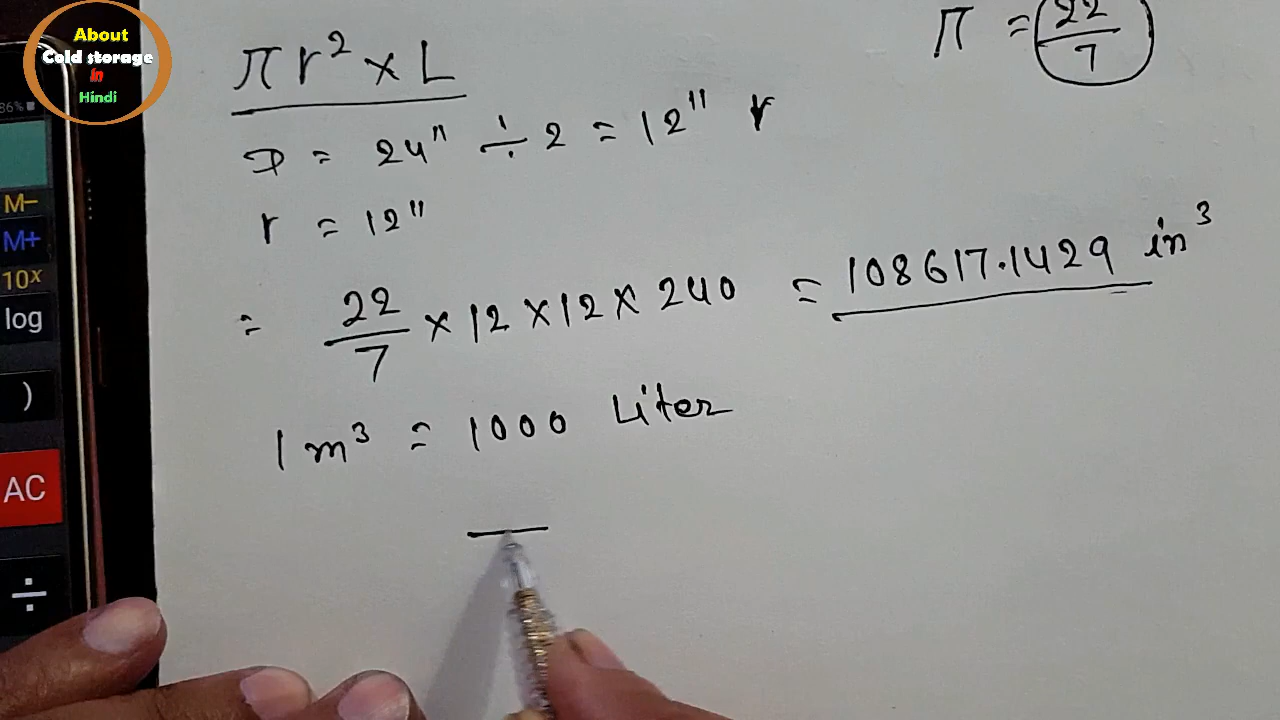 About
Cold storage
in
Hindi
π = 22/7
πr² × L
D = 24" ÷ 2 = 12" r
r = 12"
= 22/7 × 12 × 12 × 240 = 108617.1429 in³
1 m³ = 1000 Liter
86%
M−
M+
10ˣ
log
)
AC
÷